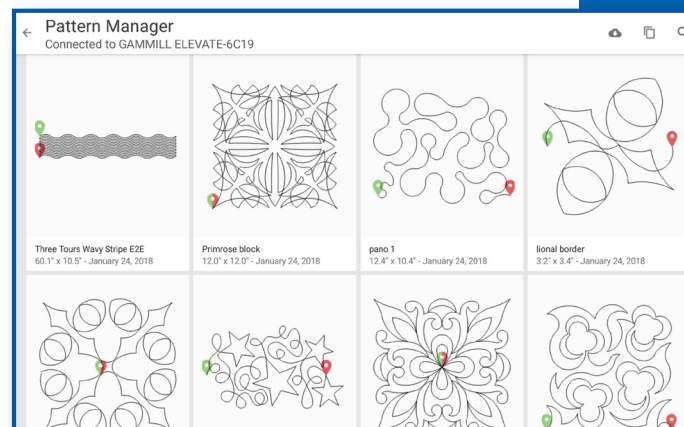 Pattern Manager
Connected to GAMMILL ELEVATE-6C19
Three Tours Wavy Stripe E2E
60.1" x 10.5" - January 24, 2018
Primrose block
12.0" x 12.0" - January 24, 2018
pano 1
12.4" x 10.4" - January 24, 2018
lional border
3.2" x 3.4" - January 24, 2018